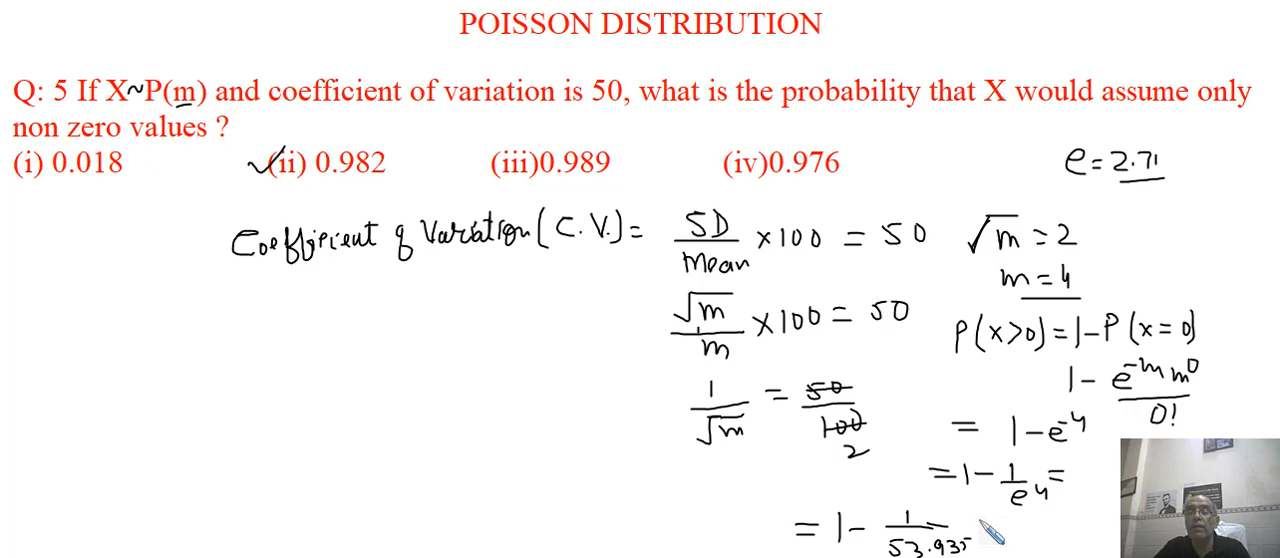 POISSON DISTRIBUTION
Q: 5 If X~P(m) and coefficient of variation is 50, what is the probability that X would assume only
non zero values ?
(i) 0.018 (ii) 0.982 (iii)0.989 (iv)0.976
e = 2.71
Coefficient of Variation (C.V.) = SD/Mean × 100 = 50
√m/m × 100 = 50
1/√m = 50/100
2
√m = 2
m = 4
P(x>0) = 1 - P(x = 0)
1 - e^-m m^0/0!
= 1 - e^-4
= 1 - 1/e^4 =
= 1 - 1/53.935